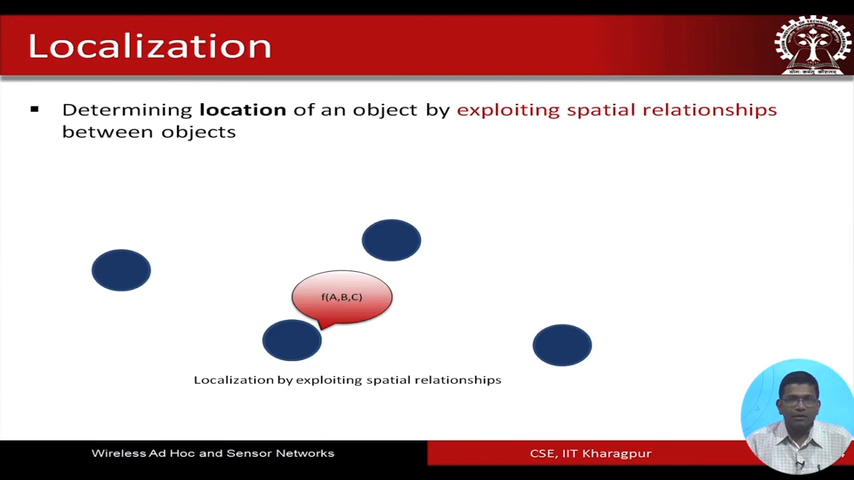 Localization
Determining location of an object by exploiting spatial relationships
between objects
f(A,B,C)
Localization by exploiting spatial relationships
Wireless Ad Hoc and Sensor Networks
CSE, IIT Kharagpur